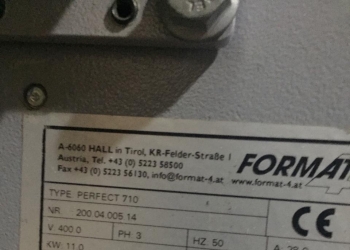 A-6060 HALL in Tirol, KR-Felder-Straße 1
Austria, Tel. +43 (0) 5223 58500
Fax +43 (0) 5223 56130, info@format-4.at
FORMAT
www.format-4.at
TYPE: PERFECT 710
NR. 200.04.005.14
V: 400.0 PH: 3 HZ: 50
KW: 11.0
CE